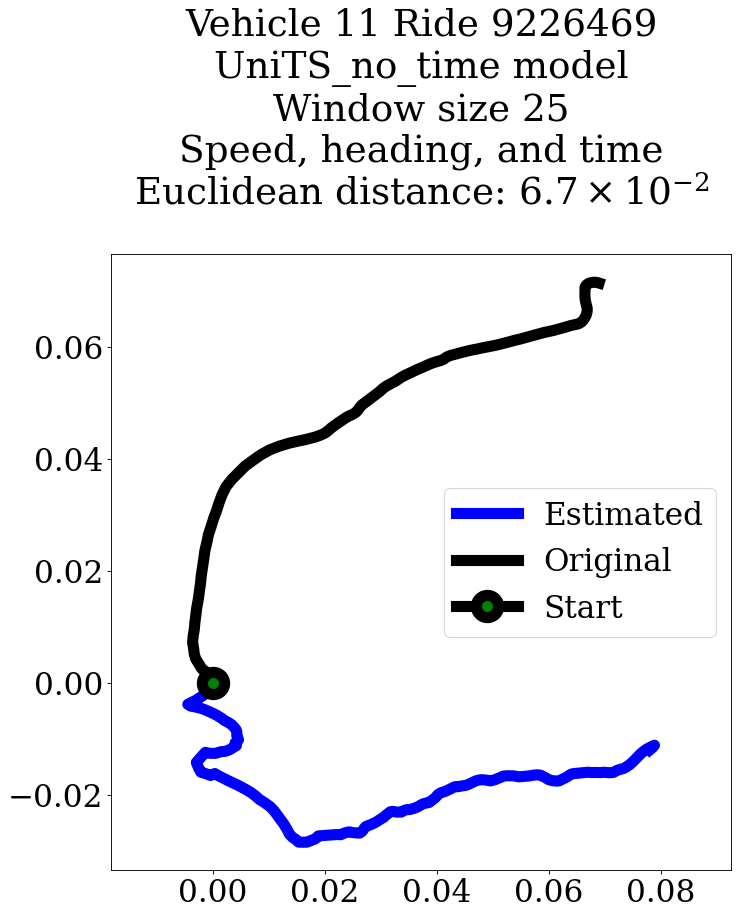 Vehicle 11 Ride 9226469
UniTS_no_time model
Window size 25
Speed, heading, and time
Euclidean distance: 6.7 × 10⁻²
0.06
0.04
0.02
0.00
−0.02
Estimated
Original
Start
0.00 0.02 0.04 0.06 0.08